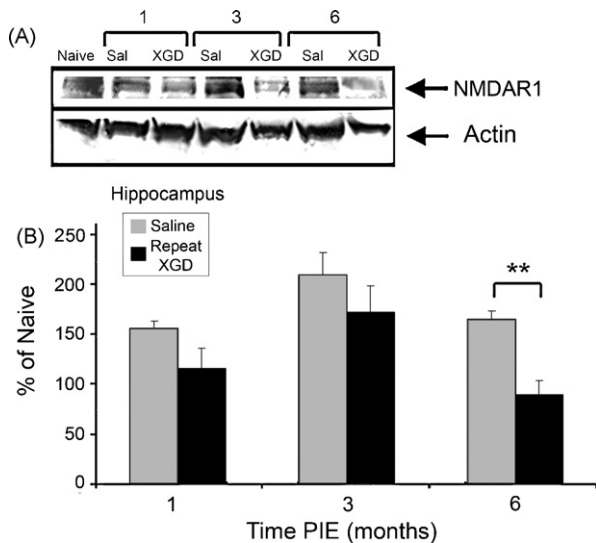 (A)
1 3 6
Naive Sal XGD Sal XGD Sal XGD
NMDAR1
Actin
Hippocampus
Saline
Repeat
XGD
(B)
250
200
150
100
50
0
% of Naive
**
1 3 6
Time PIE (months)